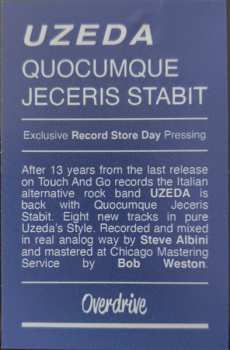 UZEDA
QUOCUMQUE
JECERIS STABIT
Exclusive Record Store Day Pressing
After 13 years from the last release
on Touch And Go records the Italian
alternative rock band UZEDA is
back with Quocumque Jeceris
Stabit. Eight new tracks in pure
Uzeda's Style. Recorded and mixed
in real analog way by Steve Albini
and mastered at Chicago Mastering
Service by Bob Weston.
Overdrive